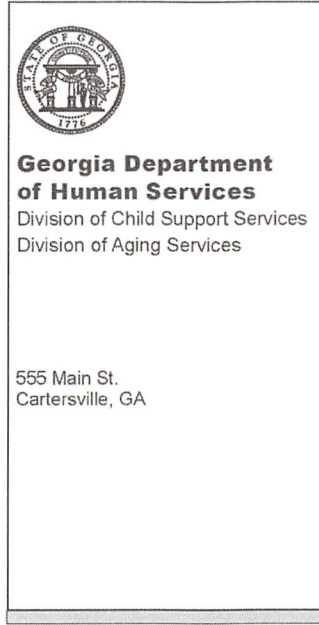 STATE OF GEORGIA
CONSTITUTION
1776
Georgia Department
of Human Services
Division of Child Support Services
Division of Aging Services
555 Main St.
Cartersville, GA